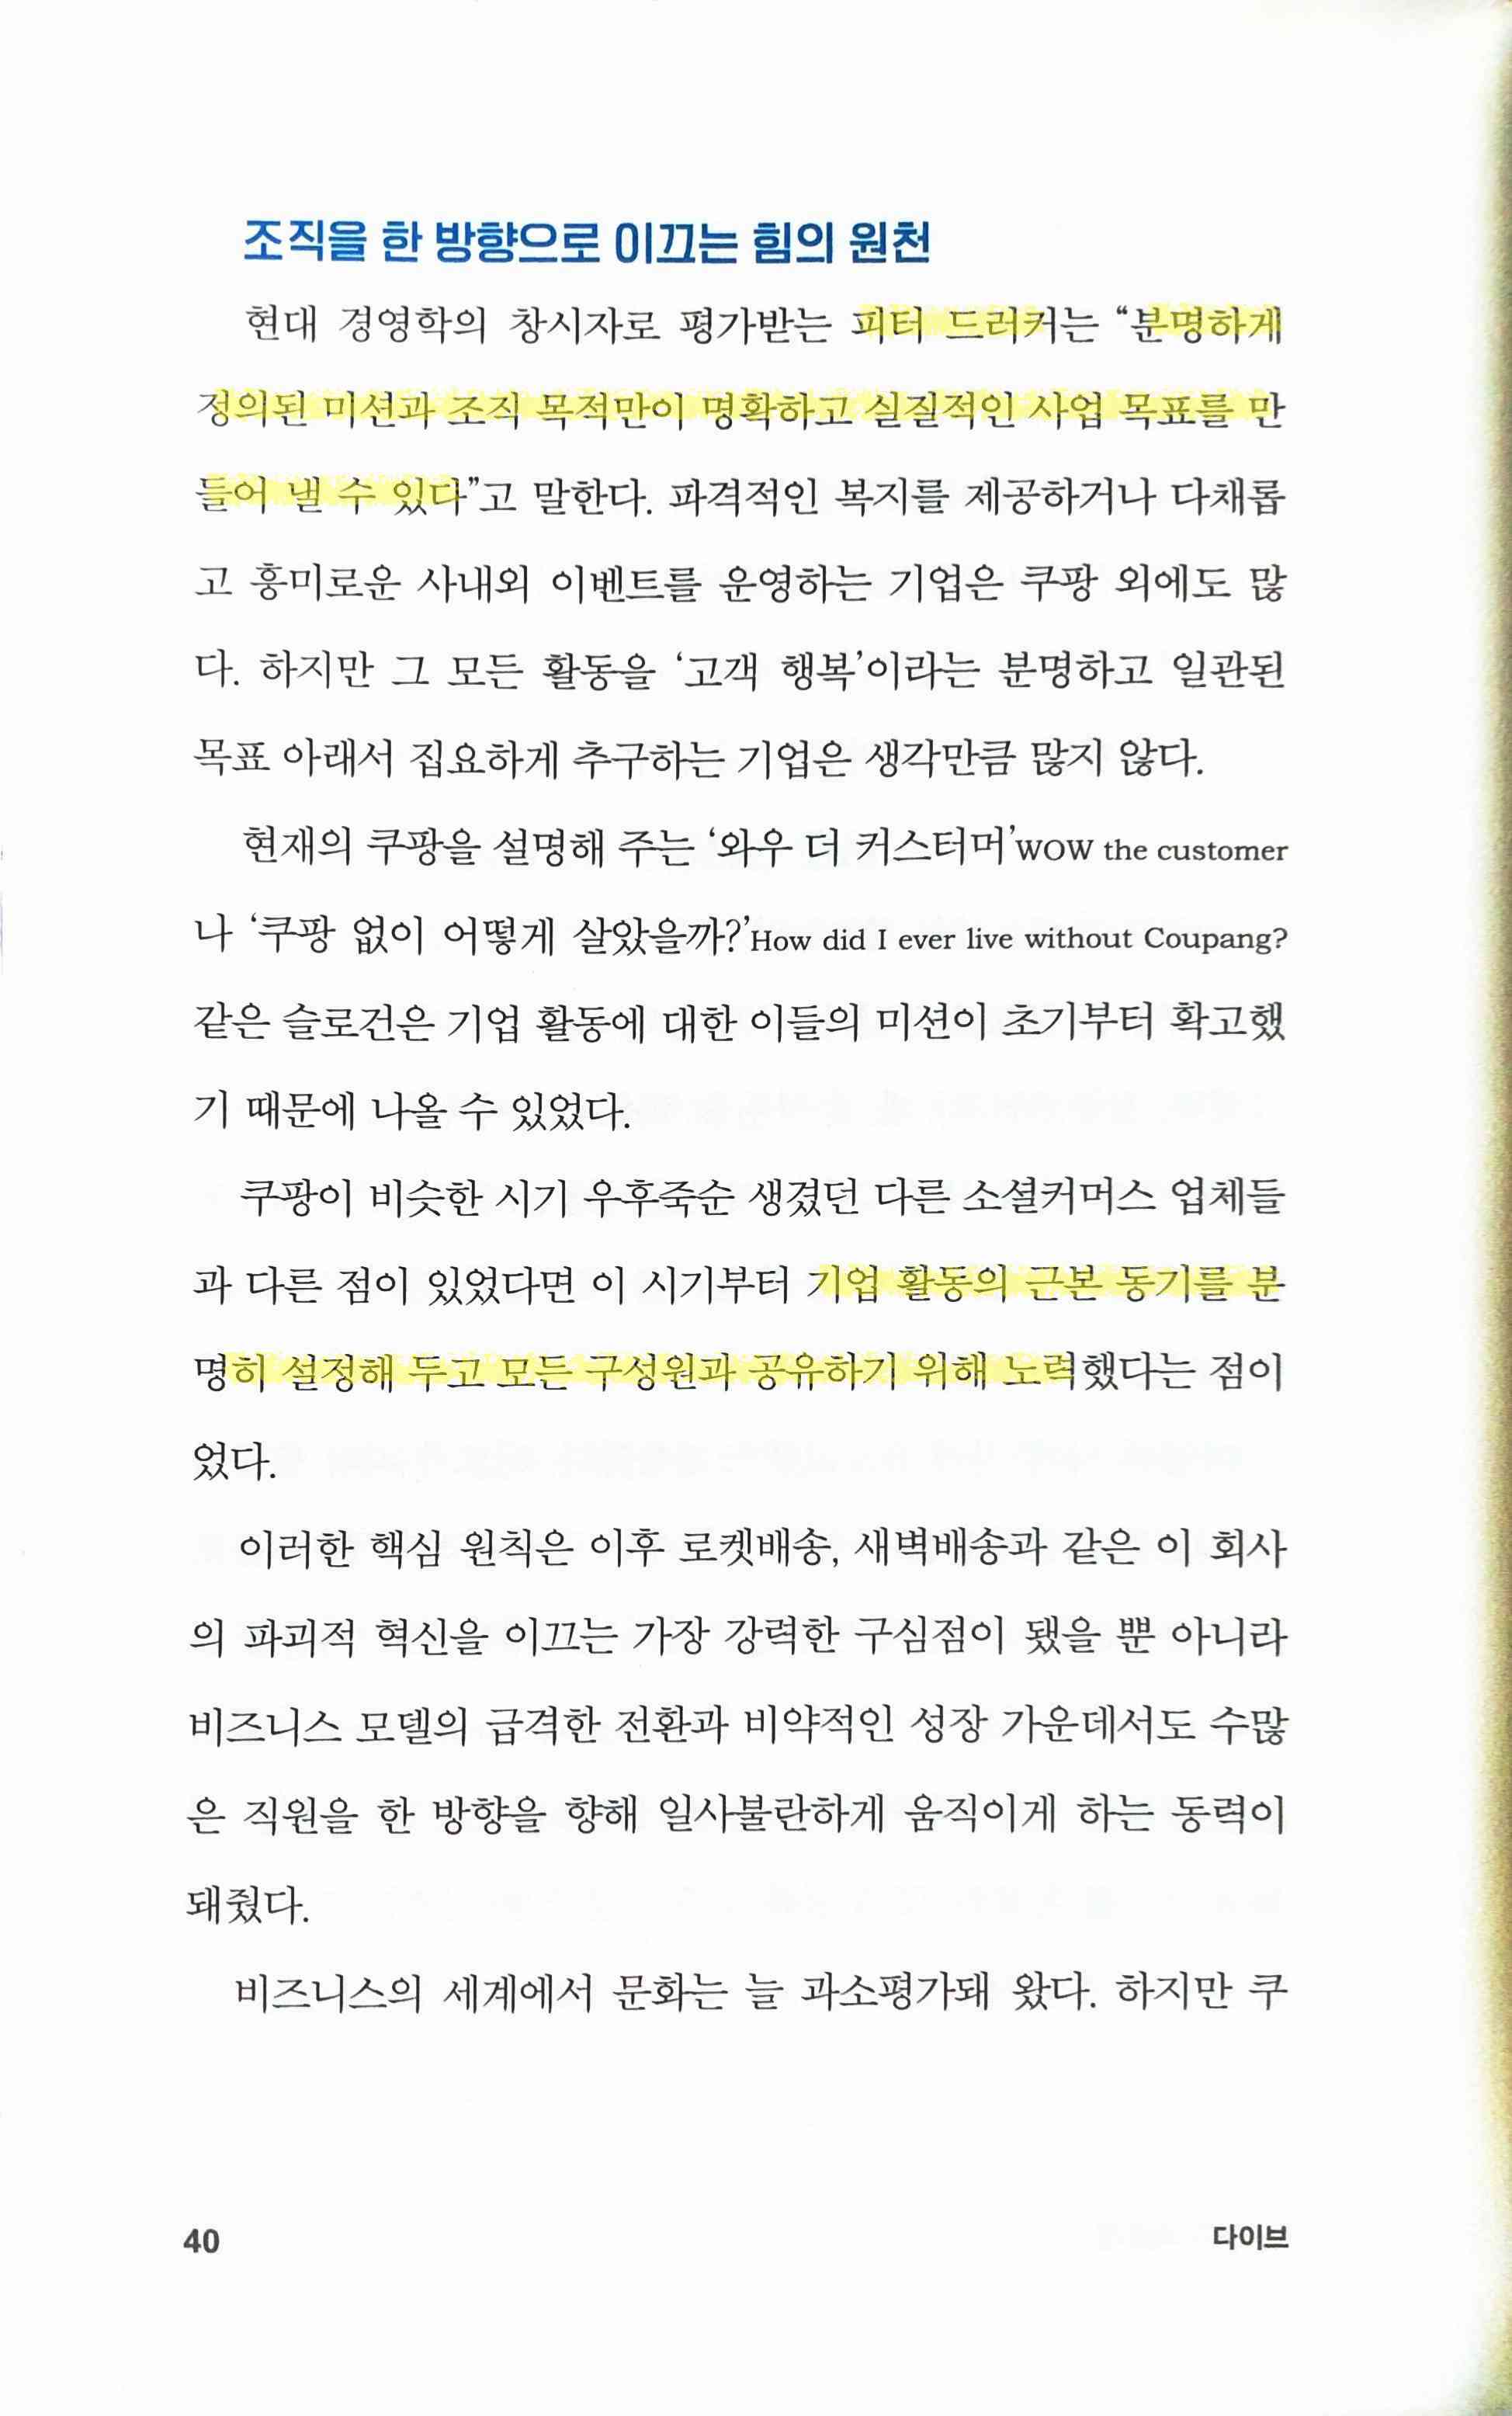 조직을 한 방향으로 이끄는 힘의 원천
현대 경영학의 창시자로 평가받는 피터 드러커는 “분명하게
정의된 미션과 조직 목적만이 명확하고 실질적인 사업 목표를 만
들어 낼 수 있다”고 말한다. 파격적인 복지를 제공하거나 다채롭
고 흥미로운 사내외 이벤트를 운영하는 기업은 쿠팡 외에도 많
다. 하지만 그 모든 활동을 ‘고객 행복’이라는 분명하고 일관된
목표 아래서 집요하게 추구하는 기업은 생각만큼 많지 않다.
현재의 쿠팡을 설명해 주는 ‘와우 더 커스터머’WOW the customer
나 ‘쿠팡 없이 어떻게 살았을까?’How did I ever live without Coupang?
같은 슬로건은 기업 활동에 대한 이들의 미션이 초기부터 확고했
기 때문에 나올 수 있었다.
쿠팡이 비슷한 시기 우후죽순 생겼던 다른 소셜커머스 업체들
과 다른 점이 있었다면 이 시기부터 기업 활동의 근본 동기를 분
명히 설정해 두고 모든 구성원과 공유하기 위해 노력했다는 점이
었다.
이러한 핵심 원칙은 이후 로켓배송, 새벽배송과 같은 이 회사
의 파괴적 혁신을 이끄는 가장 강력한 구심점이 됐을 뿐 아니라
비즈니스 모델의 급격한 전환과 비약적인 성장 가운데서도 수많
은 직원을 한 방향을 향해 일사불란하게 움직이게 하는 동력이
돼줬다.
비즈니스의 세계에서 문화는 늘 과소평가돼 왔다. 하지만 쿠
40
다이브